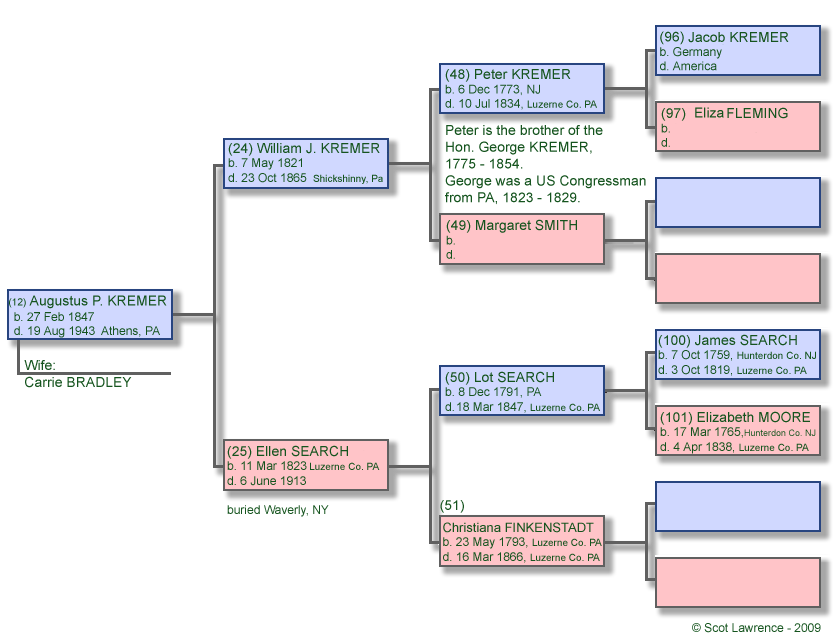 (96) Jacob KREMER
b. Germany
d. America
(48) Peter KREMER
b. 6 Dec 1773, NJ
d. 10 Jul 1834, Luzerne Co. PA
(97) Eliza FLEMING
b.
d.
Peter is the brother of the
Hon. George KREMER,
1775 - 1854.
George was a US Congressman
from PA, 1823 - 1829.
(24) William J. KREMER
b. 7 May 1821
d. 23 Oct 1865 Shickshinny, Pa
(49) Margaret SMITH
b.
d.
(12) Augustus P. KREMER
b. 27 Feb 1847
d. 19 Aug 1943 Athens, PA
Wife:
Carrie BRADLEY
(100) James SEARCH
b. 7 Oct 1759, Hunterdon Co. NJ
d. 3 Oct 1819, Luzerne Co. PA
(50) Lot SEARCH
b. 8 Dec 1791, PA
d. 18 Mar 1847, Luzerne Co. PA
(101) Elizabeth MOORE
b. 17 Mar 1765,Hunterdon Co. NJ
d. 4 Apr 1838, Luzerne Co. PA
(25) Ellen SEARCH
b. 11 Mar 1823 Luzerne Co. PA
d. 6 June 1913
buried Waverly, NY
(51)
Christiana FINKENSTADT
b. 23 May 1793, Luzerne Co. PA
d. 16 Mar 1866, Luzerne Co. PA
© Scot Lawrence - 2009